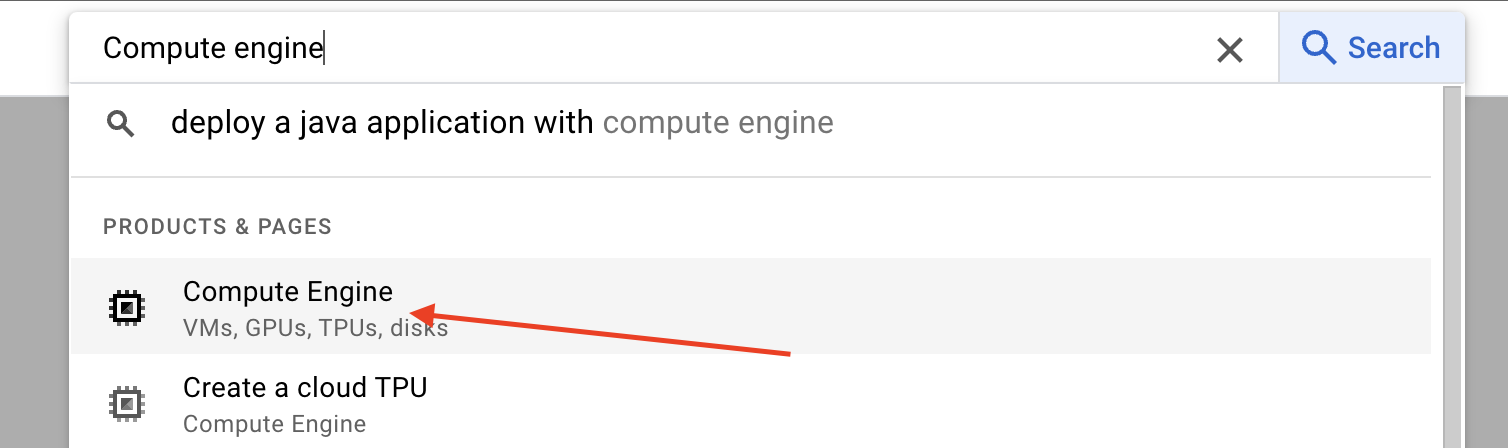 Compute engine
Search
deploy a java application with compute engine
PRODUCTS & PAGES
Compute Engine
VMs, GPUs, TPUs, disks
Create a cloud TPU
Compute Engine